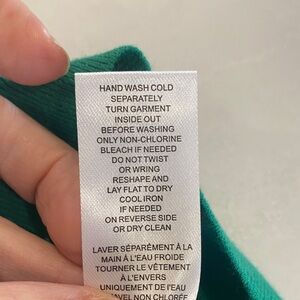 HAND WASH COLD
SEPARATELY
TURN GARMENT
INSIDE OUT
BEFORE WASHING
ONLY NON-CHLORINE
BLEACH IF NEEDED
DO NOT TWIST
OR WRING
RESHAPE AND
LAY FLAT TO DRY
COOL IRON
IF NEEDED
ON REVERSE SIDE
OR DRY CLEAN
LAVER SÉPARÉMENT À LA
MAIN À L'EAU FROIDE
TOURNER LE VÊTEMENT
À L'ENVERS
UNIQUEMENT DE l'EAU
NON CHLORÉE